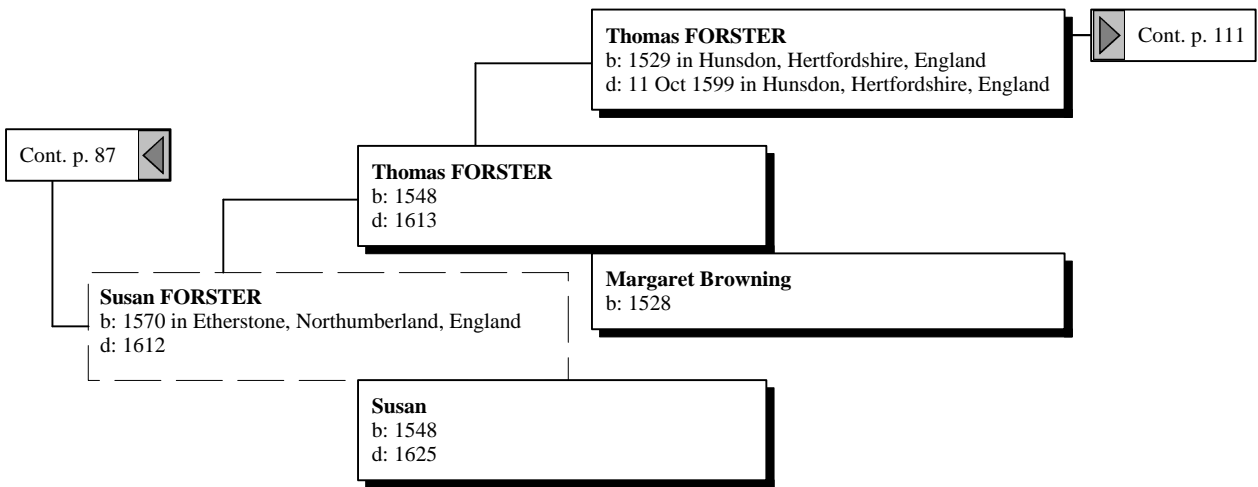 Thomas FORSTER
b: 1529 in Hunsdon, Hertfordshire, England
d: 11 Oct 1599 in Hunsdon, Hertfordshire, England
Cont. p. 111
Cont. p. 87
Thomas FORSTER
b: 1548
d: 1613
Margaret Browning
b: 1528
Susan FORSTER
b: 1570 in Etherstone, Northumberland, England
d: 1612
Susan
b: 1548
d: 1625